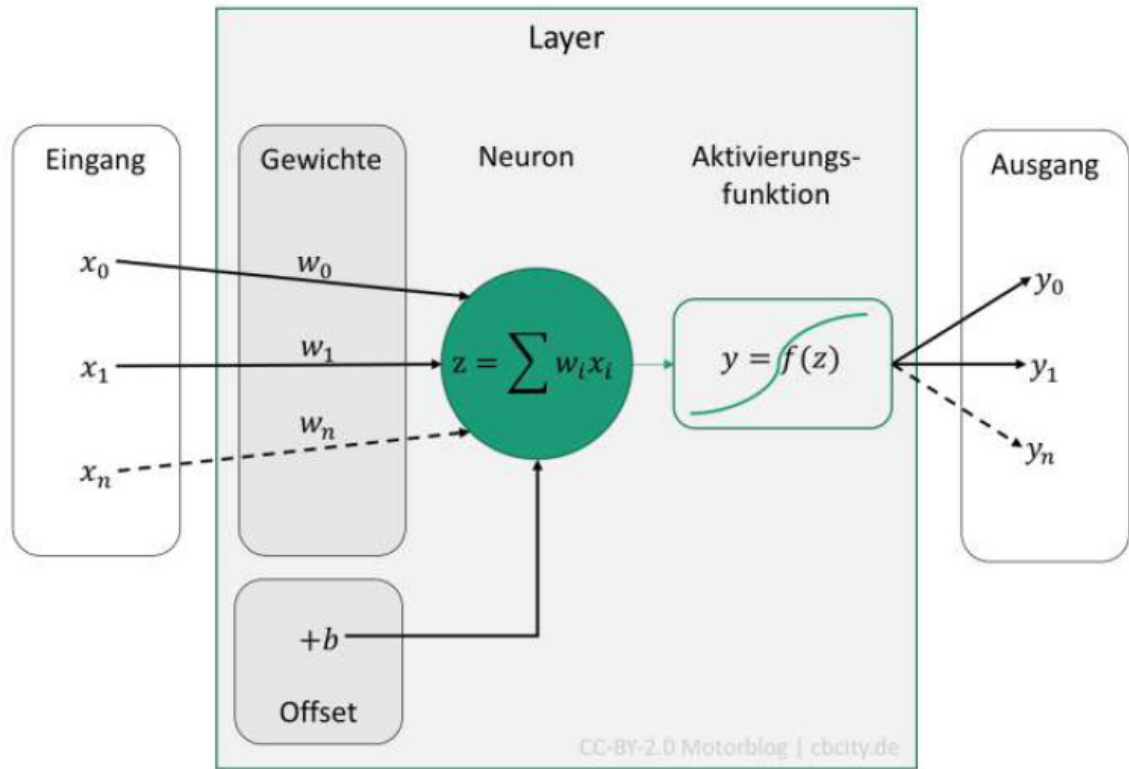 Layer
Eingang
Gewichte
Neuron
Aktivierungs-
funktion
Ausgang
x₀
w₀
y₀
x₁
w₁
z = ∑ wᵢxᵢ
y = f(z)
y₁
xₙ
wₙ
yₙ
+b
Offset
CC-BY-2.0 Motorblog | cbcity.de